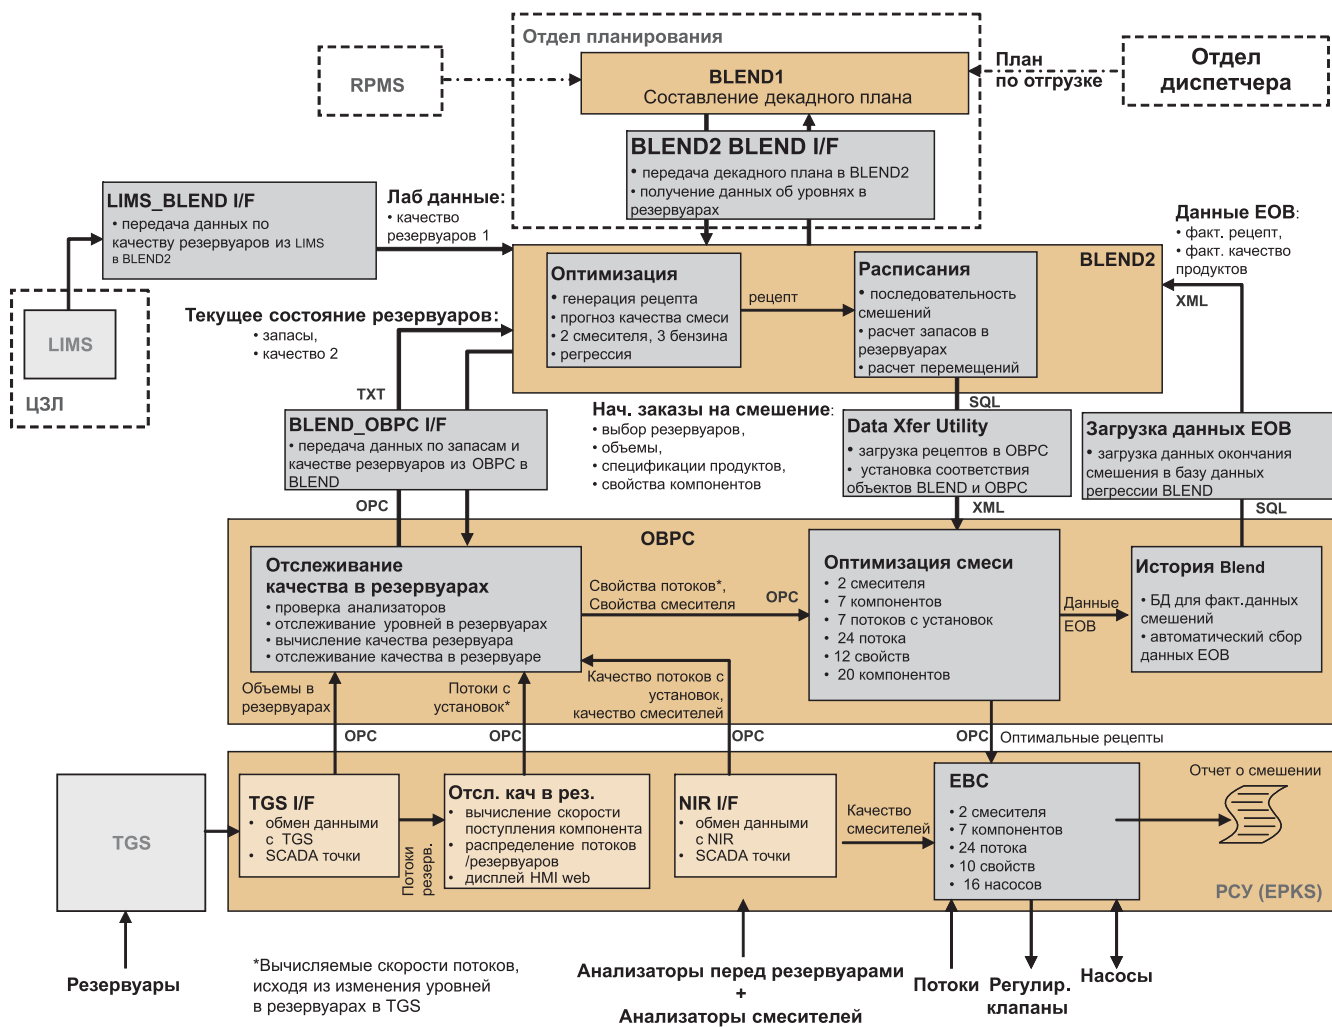 Отдел планирования
RPMS
BLEND1
Составление декадного плана
План
по отгрузке
Отдел
диспетчера
BLEND2 BLEND I/F
• передача декадного плана в BLEND2
• получение данных об уровнях в
резервуарах
LIMS_BLEND I/F
• передача данных по
качеству резервуаров из LIMS
в BLEND2
Лаб данные:
• качество
резервуаров 1
Данные EOB:
• факт. рецепт,
• факт. качество
продуктов
XML
LIMS
ЦЗЛ
BLEND2
Оптимизация
• генерация рецепта
• прогноз качества смеси
• 2 смесителя, 3 бензина
• регрессия
рецепт
Расписания
• последовательность
смешений
• расчет запасов в
резервуарах
• расчет перемещений
Текущее состояние резервуаров:
• запасы,
• качество 2
TXT
SQL
BLEND_OBPC I/F
• передача данных по запасам и
качестве резервуаров из OBPC в
BLEND
OPC
Нач. заказы на смешение:
• выбор резервуаров,
• объемы,
• спецификации продуктов,
• свойства компонентов
Data Xfer Utility
• загрузка рецептов в OBPC
• установка соответствия
объектов BLEND и OBPC
XML
Загрузка данных EOB
• загрузка данных окончания
смешения в базу данных
регрессии BLEND
SQL
OBPC
Отслеживание
качества в резервуарах
• проверка анализаторов
• отслеживание уровней в резервуарах
• вычисление качества резервуара
• отслеживание качества в резервуаре
Свойства потоков*,
Свойства смесителя
OPC
Оптимизация смеси
• 2 смесителя
• 7 компонентов
• 7 потоков с установок
• 24 потока
• 12 свойств
• 20 компонентов
Данные
EOB
История Blend
• БД для факт.данных
смешений
• автоматический сбор
данных EOB
Объемы в
резервуарах
Потоки с
установок*
Качество потоков с
установок,
качество смесителей
OPC
OPC
OPC
OPC
Оптимальные рецепты
TGS
TGS I/F
• обмен данными
с TGS
• SCADA точки
Потоки
резерв.
Отсл. кач в рез.
• вычисление скорости
поступления компонента
• распределение потоков
/резервуаров
• дисплей HMI web
NIR I/F
• обмен данными
с NIR
• SCADA точки
Качество
смесителей
EBC
• 2 смесителя
• 7 компонентов
• 24 потока
• 10 свойств
• 16 насосов
Отчет о смешении
РСУ (EPKS)
Резервуары
*Вычисляемые скорости потоков,
исходя из изменения уровней
в резервуарах в TGS
Анализаторы перед резервуарами
+
Анализаторы смесителей
Потоки
Регулир.
клапаны
Насосы